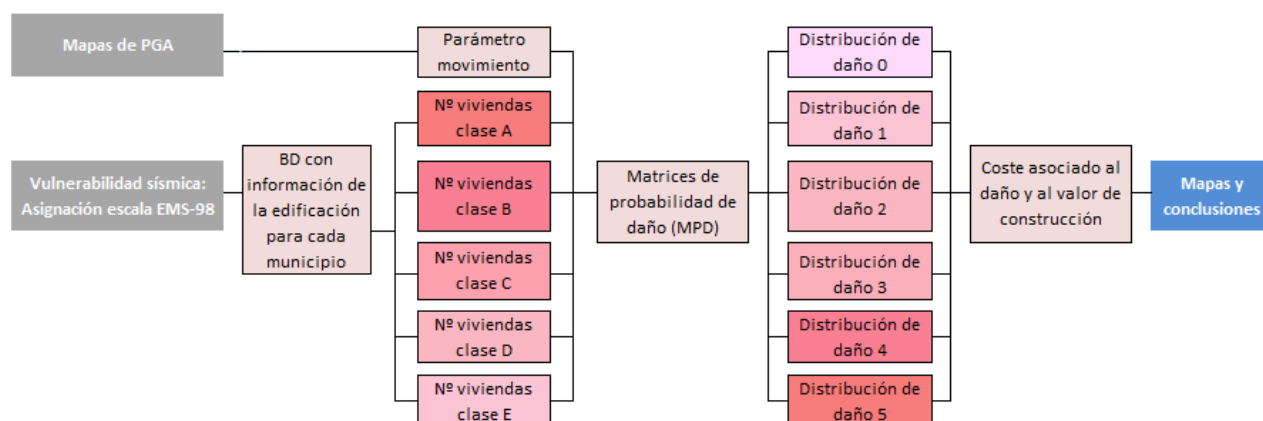 Mapas de PGA
Parámetro
movimiento
Vulnerabilidad sísmica:
Asignación escala EMS-98
BD con
información de
la edificación
para cada
municipio
Nº viviendas
clase A
Nº viviendas
clase B
Nº viviendas
clase C
Nº viviendas
clase D
Nº viviendas
clase E
Matrices de
probabilidad de
daño (MPD)
Distribución de
daño 0
Distribución de
daño 1
Distribución de
daño 2
Distribución de
daño 3
Distribución de
daño 4
Distribución de
daño 5
Coste asociado al
daño y al valor de
construcción
Mapas y
conclusiones